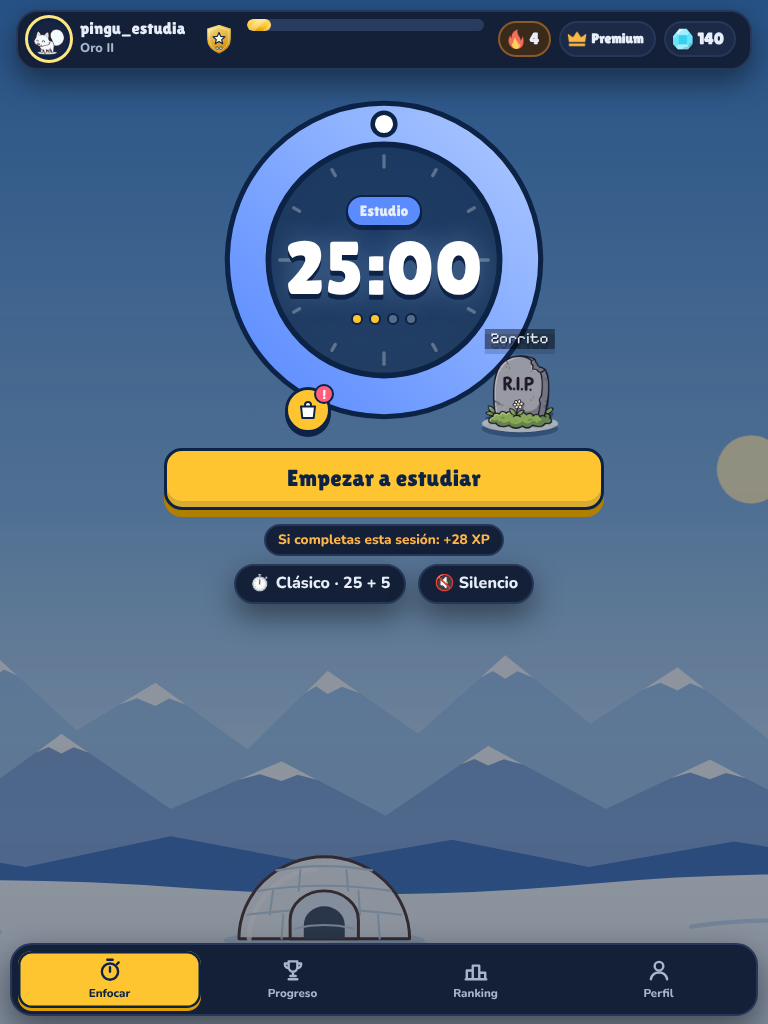 pingu_estudia
Oro II
4
Premium
140
Estudio
25:00
Zorrito
R.I.P.
!
Empezar a estudiar
Si completas esta sesión: +28 XP
Clásico · 25 + 5
Silencio
Enfocar
Progreso
Ranking
Perfil